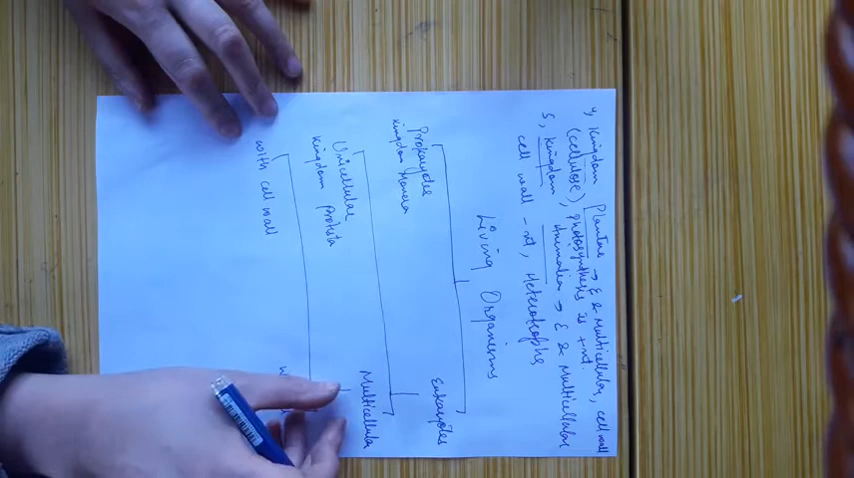 4, Kingdom Plantae → E & Multicellular, cell wall
(cellulose), photosynthesis is +nt.
5, Kingdom Animalia → E & Multicellular
cell wall -nt, Heterotrophs
Living Organisms
Prokaryotes Eukaryotes
Kingdom Monera
Unicellular Multicellular
Kingdom Protista
with cell wall